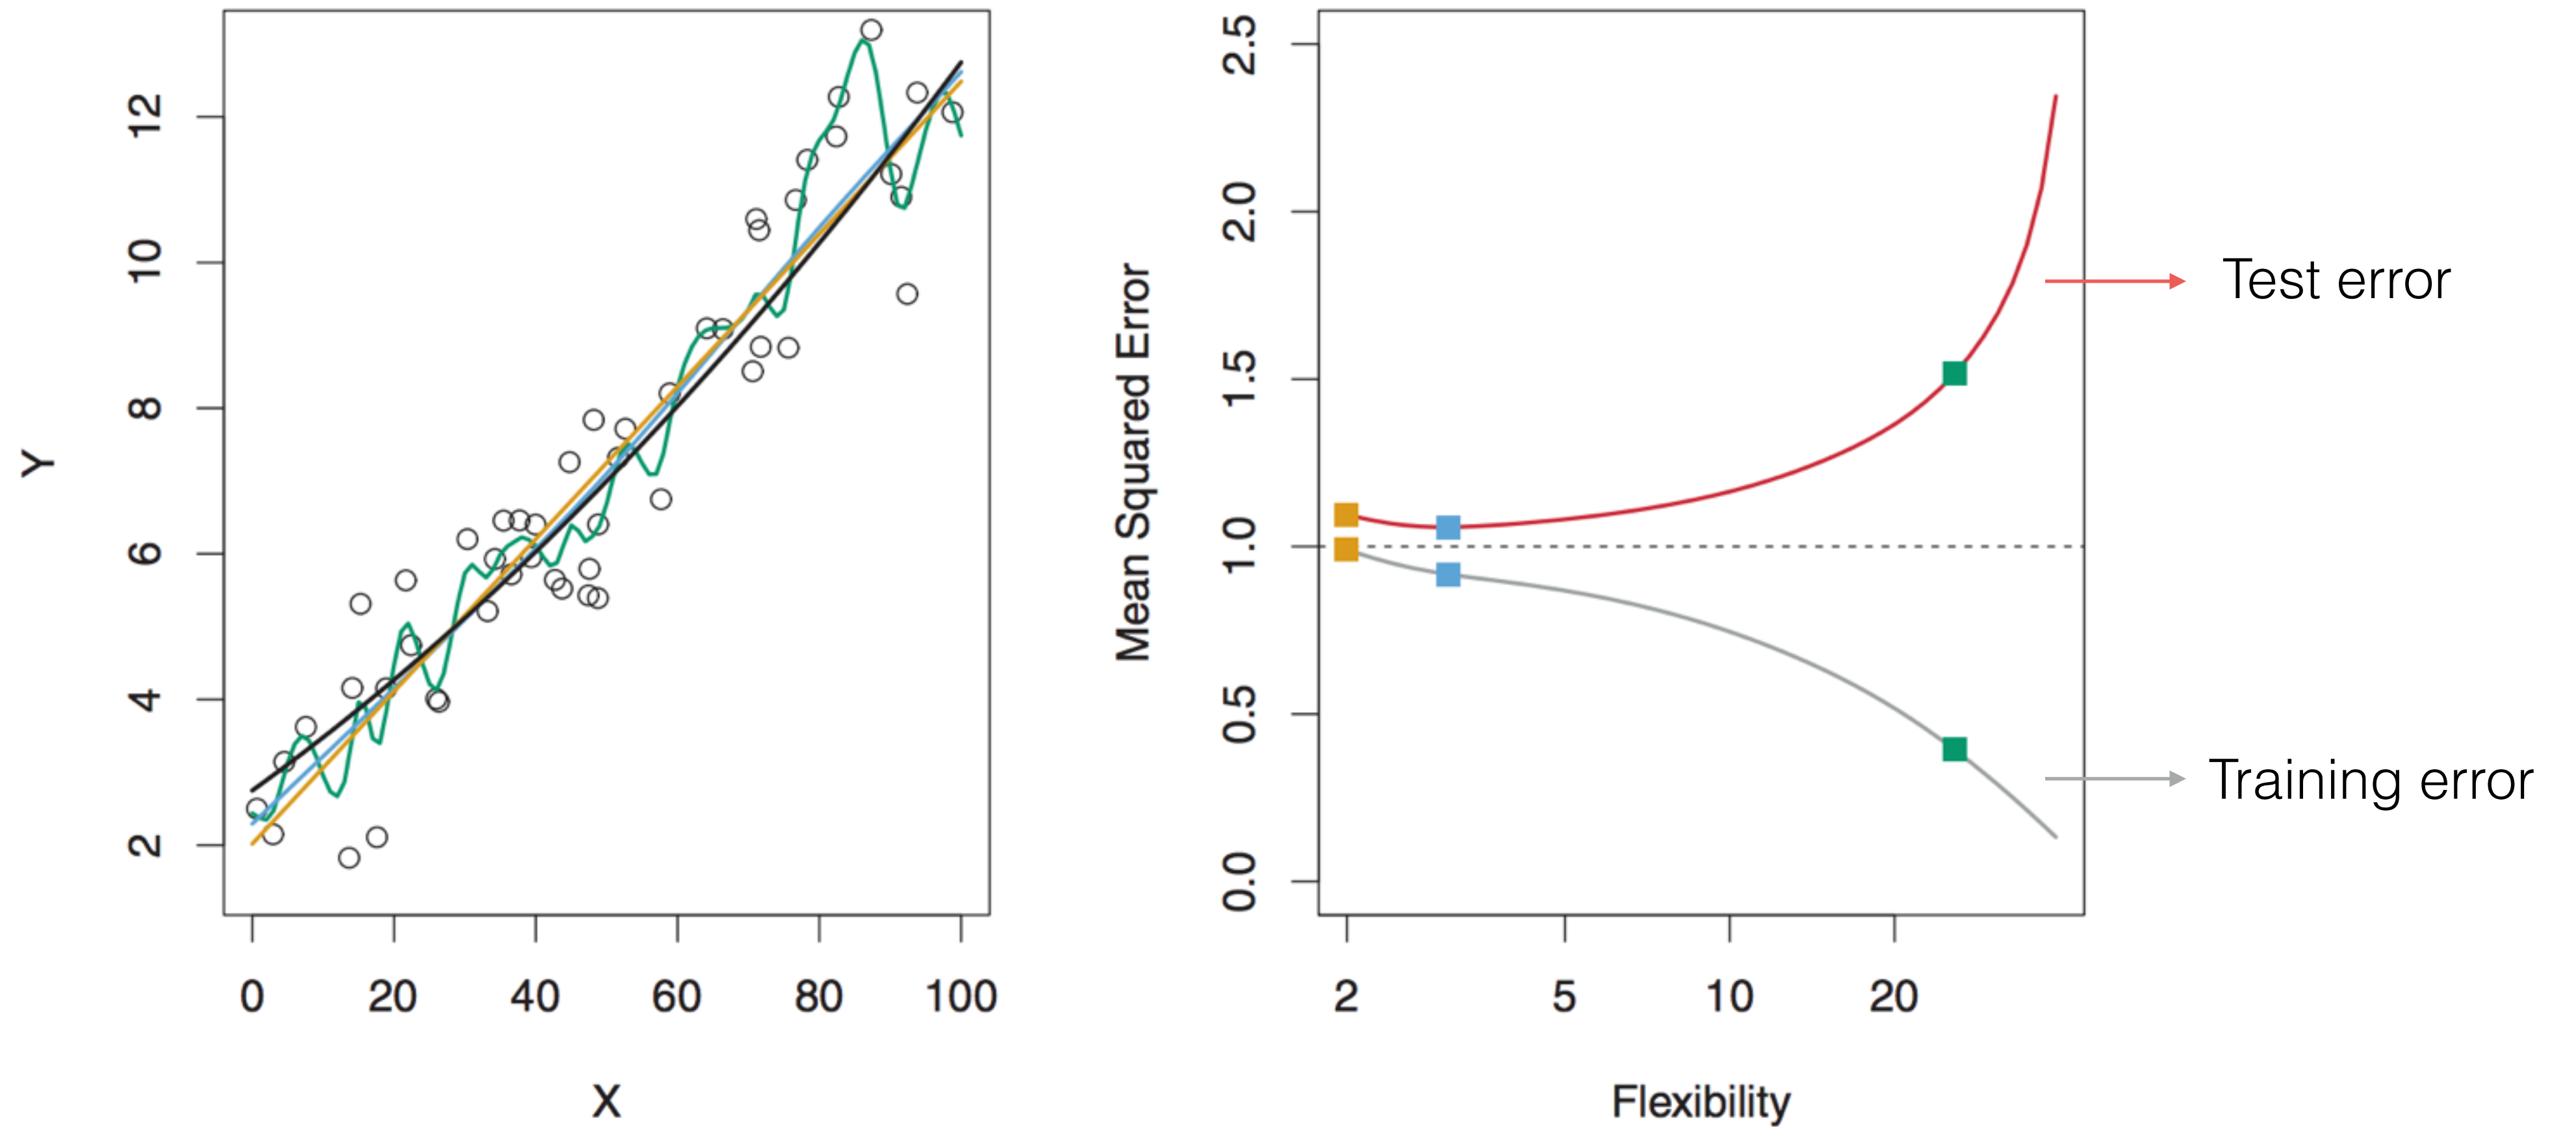 Y
12
10
8
6
4
2
0 20 40 60 80 100
X
Mean Squared Error
2.5
2.0
1.5
1.0
0.5
0.0
2 5 10 20
Flexibility
Test error
Training error